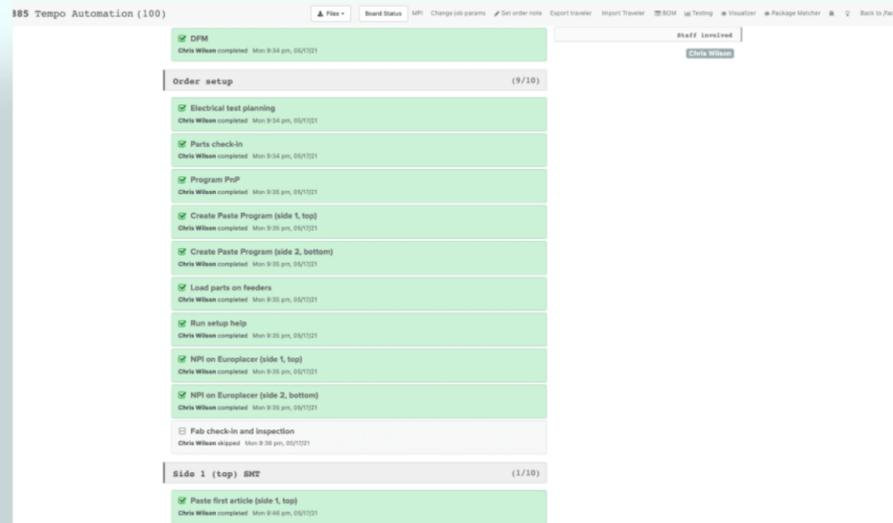 385 Tempo Automation (100)
Files
Board Status
MPI
Change job params
Set order note
Export traveler
Import Traveler
BOM
Testing
Visualizer
Package Matcher
Staff involved
Chris Wilson
DFM
Chris Wilson completed Mon 9:34 pm, 05/17/21
Order setup (9/10)
Electrical test planning
Chris Wilson completed Mon 9:34 pm, 05/17/21
Parts check-in
Chris Wilson completed Mon 9:34 pm, 05/17/21
Program PnP
Chris Wilson completed Mon 9:35 pm, 05/17/21
Create Paste Program (side 1, top)
Chris Wilson completed Mon 9:35 pm, 05/17/21
Create Paste Program (side 2, bottom)
Chris Wilson completed Mon 9:35 pm, 05/17/21
Load parts on feeders
Chris Wilson completed Mon 9:35 pm, 05/17/21
Run setup help
Chris Wilson completed Mon 9:35 pm, 05/17/21
NPI on Europlacer (side 1, top)
Chris Wilson completed Mon 9:35 pm, 05/17/21
NPI on Europlacer (side 2, bottom)
Chris Wilson completed Mon 9:35 pm, 05/17/21
Fab check-in and inspection
Chris Wilson skipped Mon 9:36 pm, 05/17/21
Side 1 (top) SMT (1/10)
Paste first article (side 1, top)
Chris Wilson completed Mon 9:46 pm, 05/17/21